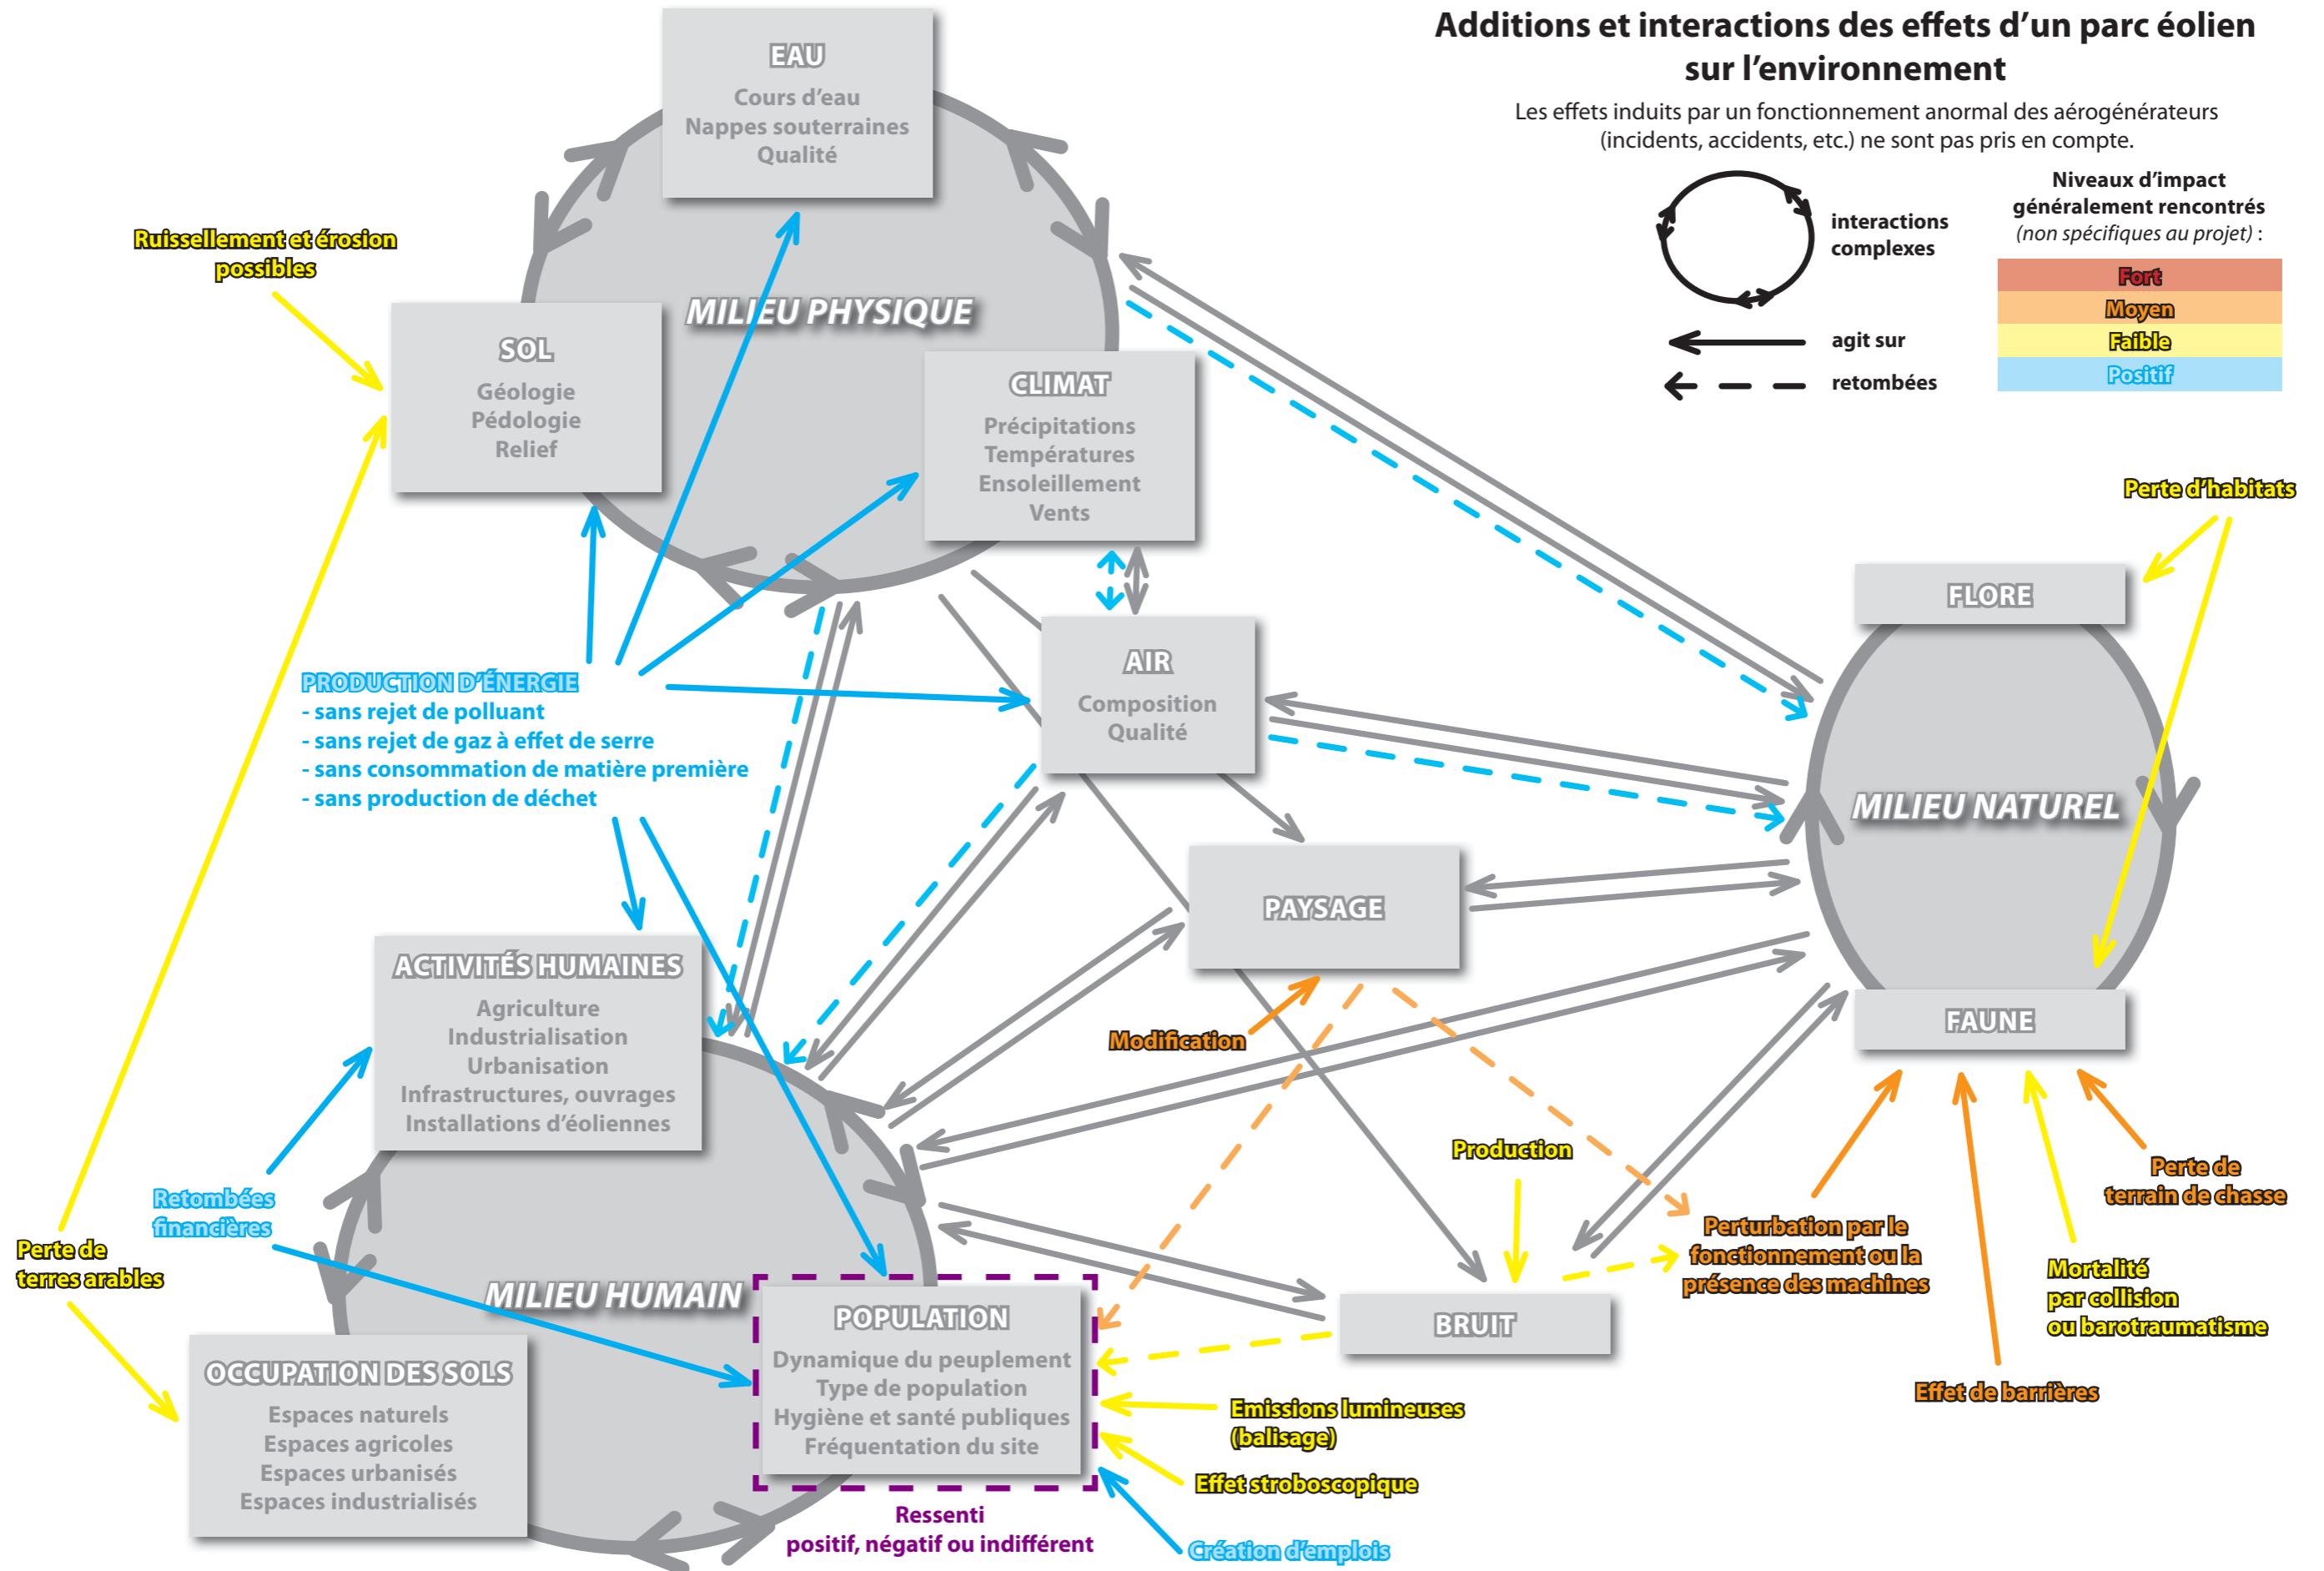 Additions et interactions des effets d’un parc éolien
sur l’environnement
Les effets induits par un fonctionnement anormal des aérogénérateurs
(incidents, accidents, etc.) ne sont pas pris en compte.
interactions
complexes
agit sur
retombées
Niveaux d’impact
généralement rencontrés
(non spécifiques au projet) :
Fort
Moyen
Faible
Positif
EAU
Cours d’eau
Nappes souterraines
Qualité
Ruissellement et érosion
possibles
MILIEU PHYSIQUE
SOL
Géologie
Pédologie
Relief
CLIMAT
Précipitations
Températures
Ensoleillement
Vents
Perte d’habitats
FLORE
AIR
Composition
Qualité
PRODUCTION D’ÉNERGIE
- sans rejet de polluant
- sans rejet de gaz à effet de serre
- sans consommation de matière première
- sans production de déchet
MILIEU NATUREL
PAYSAGE
ACTIVITÉS HUMAINES
Agriculture
Industrialisation
Urbanisation
Infrastructures, ouvrages
Installations d’éoliennes
Modification
FAUNE
Production
Perte de
terrain de chasse
Retombées
financières
Perte de
terres arables
Perturbation par le
fonctionnement ou la
présence des machines
Mortalité
par collision
ou barotraumatisme
MILIEU HUMAIN
POPULATION
Dynamique du peuplement
Type de population
Hygiène et santé publiques
Fréquentation du site
BRUIT
OCCUPATION DES SOLS
Espaces naturels
Espaces agricoles
Espaces urbanisés
Espaces industrialisés
Effet de barrières
Emissions lumineuses
(balisage)
Effet stroboscopique
Ressenti
positif, négatif ou indifférent
Création d’emplois